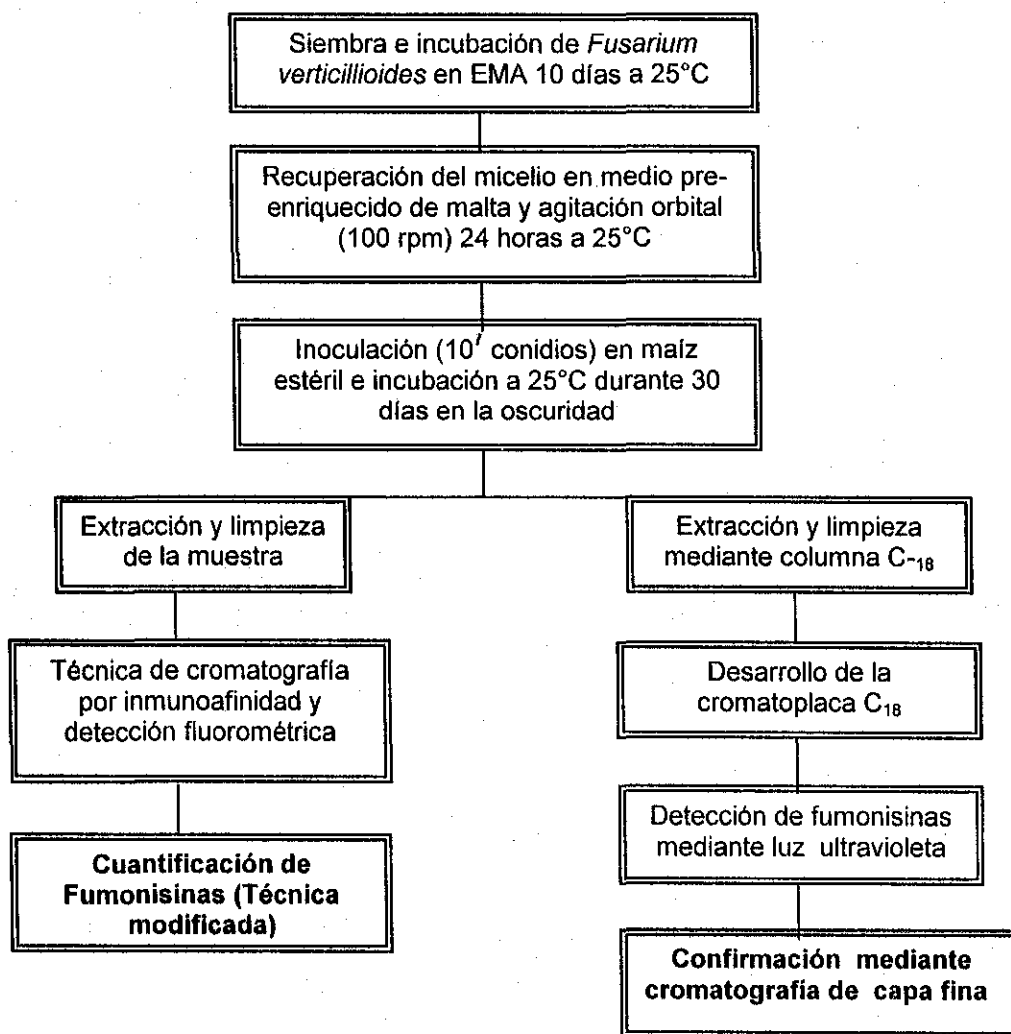 Siembra e incubación de Fusarium
verticillioides en EMA 10 días a 25°C
Recuperación del micelio en medio pre-
enriquecido de malta y agitación orbital
(100 rpm) 24 horas a 25°C
Inoculación (10⁷ conidios) en maíz
estéril e incubación a 25°C durante 30
días en la oscuridad
Extracción y limpieza
de la muestra
Técnica de cromatografía
por inmunoafinidad y
detección fluorométrica
Cuantificación de
Fumonisinas (Técnica
modificada)
Extracción y limpieza
mediante columna C-₁₈
Desarrollo de la
cromatoplaca C₁₈
Detección de fumonisinas
mediante luz ultravioleta
Confirmación mediante
cromatografía de capa fina